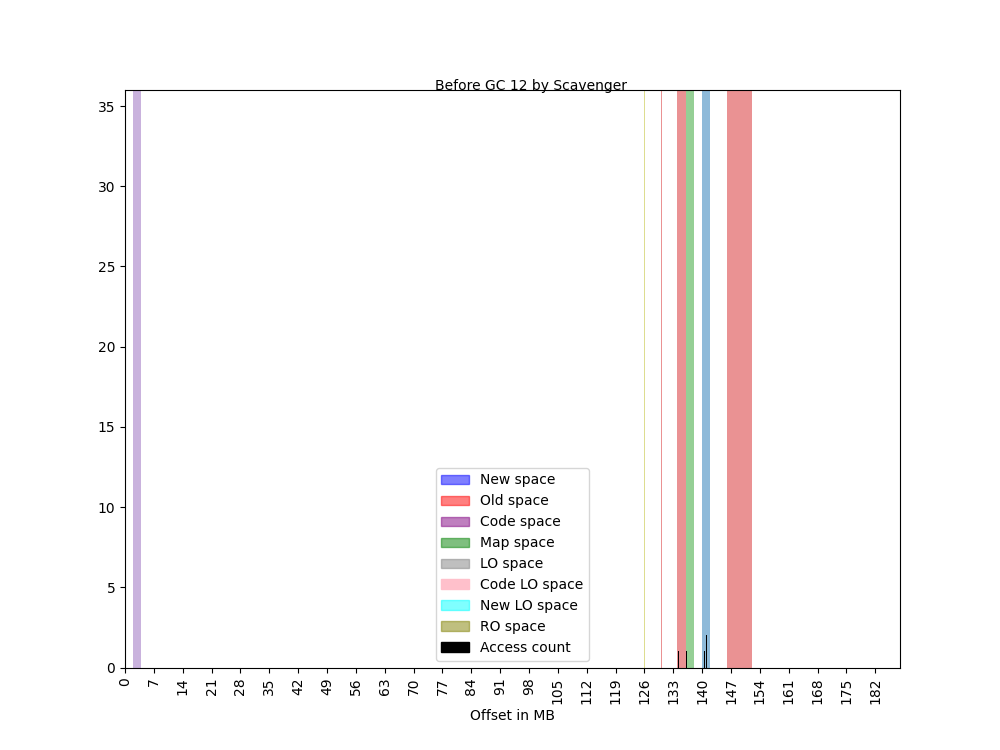 Before GC 12 by Scavenger
35
30
25
20
15
10
5
0
New space
Old space
Code space
Map space
LO space
Code LO space
New LO space
RO space
Access count
0 7 14 21 28 35 42 49 56 63 70 77 84 91 98 105 112 119 126 133 140 147 154 161 168 175 182
Offset in MB